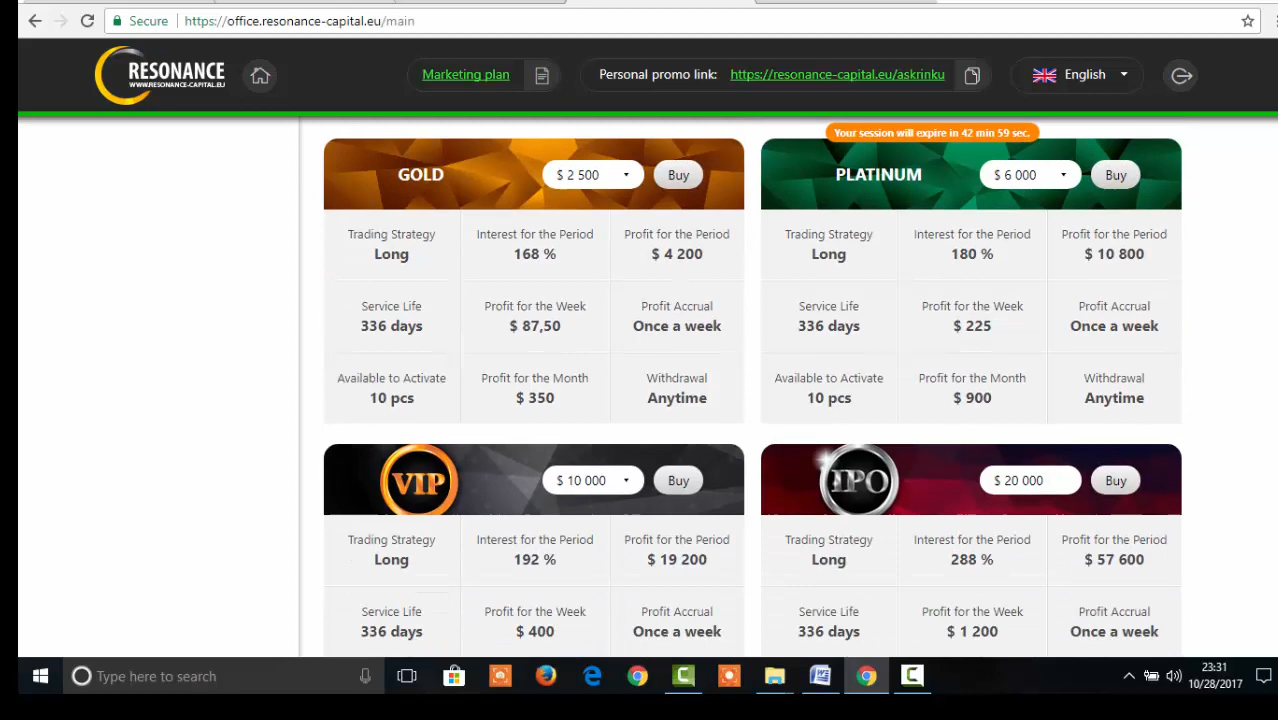 Secure
https://office.resonance-capital.eu/main
RESONANCE
WWW.RESONANCE-CAPITAL.EU
Marketing plan
Personal promo link: https://resonance-capital.eu/askrinku
English
Your session will expire in 42 min 59 sec.
GOLD
$ 2 500
Buy
Trading Strategy
Long
Interest for the Period
168 %
Profit for the Period
$ 4 200
Service Life
336 days
Profit for the Week
$ 87,50
Profit Accrual
Once a week
Available to Activate
10 pcs
Profit for the Month
$ 350
Withdrawal
Anytime
PLATINUM
$ 6 000
Buy
Trading Strategy
Long
Interest for the Period
180 %
Profit for the Period
$ 10 800
Service Life
336 days
Profit for the Week
$ 225
Profit Accrual
Once a week
Available to Activate
10 pcs
Profit for the Month
$ 900
Withdrawal
Anytime
VIP
$ 10 000
Buy
Trading Strategy
Long
Interest for the Period
192 %
Profit for the Period
$ 19 200
Service Life
336 days
Profit for the Week
$ 400
Profit Accrual
Once a week
IPO
$ 20 000
Buy
Trading Strategy
Long
Interest for the Period
288 %
Profit for the Period
$ 57 600
Service Life
336 days
Profit for the Week
$ 1 200
Profit Accrual
Once a week
Type here to search
23:31
10/28/2017